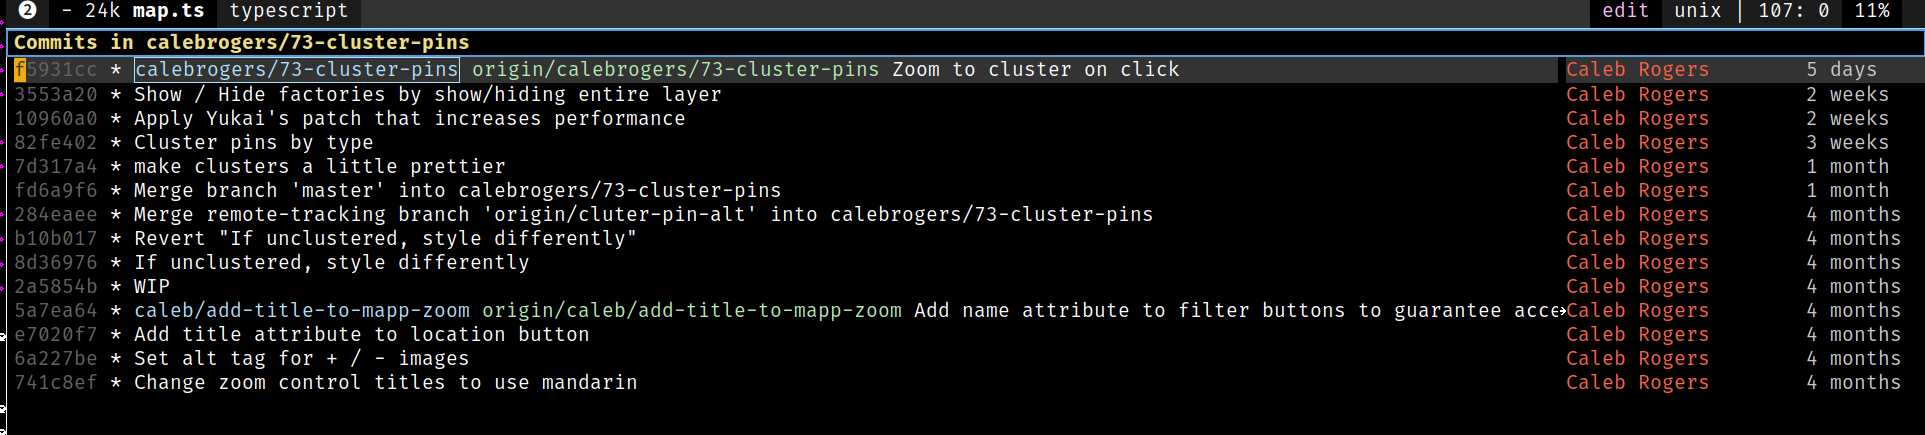 2 - 24k map.ts typescript edit unix | 107: 0 11%
Commits in calebrogers/73-cluster-pins
f5931cc * calebrogers/73-cluster-pins origin/calebrogers/73-cluster-pins Zoom to cluster on click Caleb Rogers 5 days
3553a20 * Show / Hide factories by show/hiding entire layer Caleb Rogers 2 weeks
10960a0 * Apply Yukai's patch that increases performance Caleb Rogers 2 weeks
82fe402 * Cluster pins by type Caleb Rogers 3 weeks
7d317a4 * make clusters a little prettier Caleb Rogers 1 month
fd6a9f6 * Merge branch 'master' into calebrogers/73-cluster-pins Caleb Rogers 1 month
284eaee * Merge remote-tracking branch 'origin/cluter-pin-alt' into calebrogers/73-cluster-pins Caleb Rogers 4 months
b10b017 * Revert "If unclustered, style differently" Caleb Rogers 4 months
8d36976 * If unclustered, style differently Caleb Rogers 4 months
2a5854b * WIP Caleb Rogers 4 months
5a7ea64 * caleb/add-title-to-mapp-zoom origin/caleb/add-title-to-mapp-zoom Add name attribute to filter buttons to guarantee acce→Caleb Rogers 4 months
e7020f7 * Add title attribute to location button Caleb Rogers 4 months
6a227be * Set alt tag for + / - images Caleb Rogers 4 months
741c8ef * Change zoom control titles to use mandarin Caleb Rogers 4 months